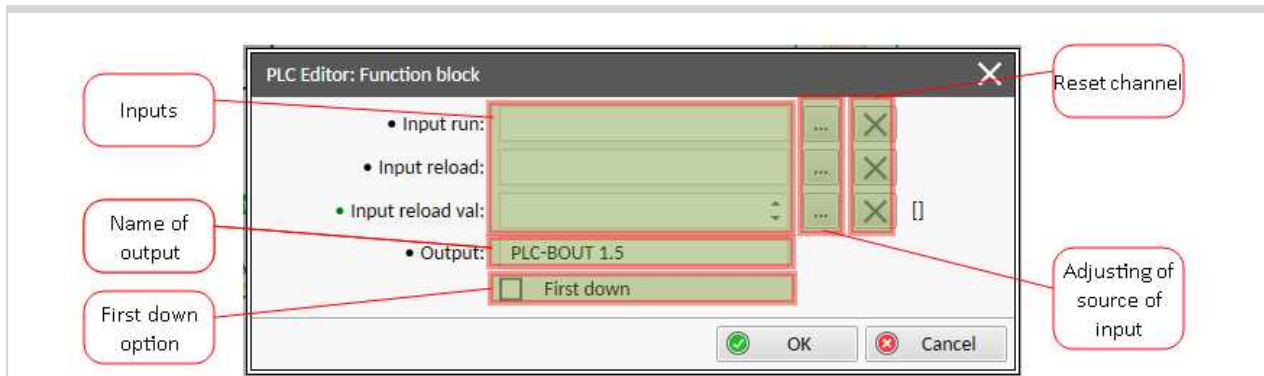 PLC Editor: Function block
Reset channel
Inputs
• Input run:
...
• Input reload:
...
• Input reload val:
...
[]
Name of
output
• Output:
PLC-BOUT 1.5
First down
option
First down
Adjusting of
source of
input
OK
Cancel